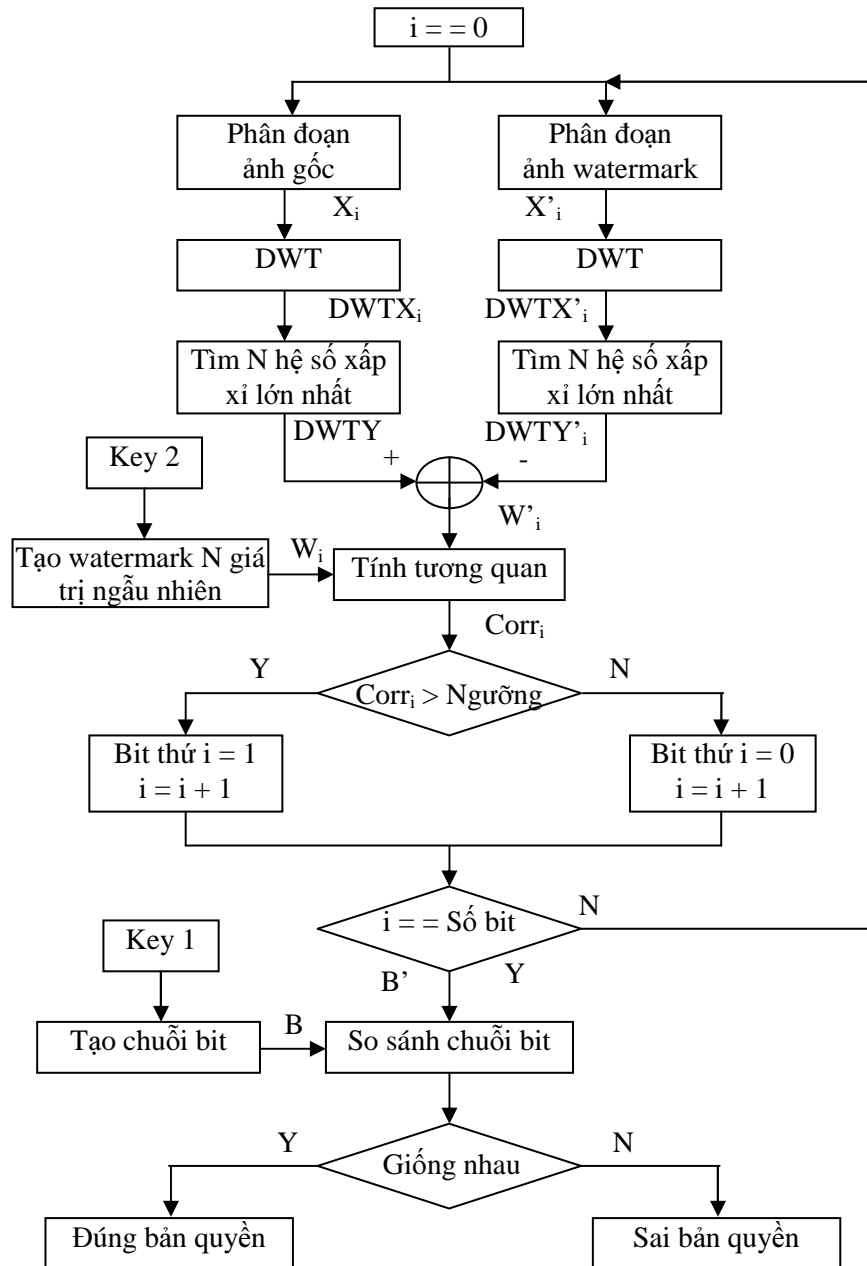 i = = 0
Phân đoạn
ảnh gốc
Phân đoạn
ảnh watermark
Xi
X’i
DWT
DWT
DWTXi
DWTX’i
Tìm N hệ số xấp
xỉ lớn nhất
Tìm N hệ số xấp
xỉ lớn nhất
DWTY
DWTY’i
Key 2
+
-
W’i
Tạo watermark N giá
trị ngẫu nhiên
Wi
Tính tương quan
Corri
Y
N
Corri > Ngưỡng
Bit thứ i = 1
i = i + 1
Bit thứ i = 0
i = i + 1
i = = Số bit
N
Key 1
B’
Y
Tạo chuỗi bit
B
So sánh chuỗi bit
Y
N
Giống nhau
Đúng bản quyền
Sai bản quyền